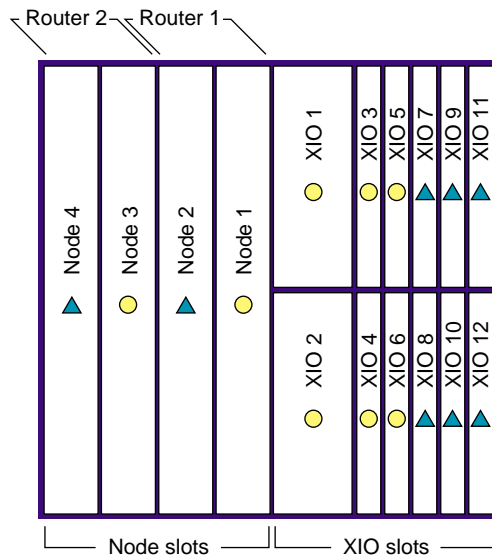 Router 2
Router 1
Node 4
Node 3
Node 2
Node 1
XIO 1
XIO 3
XIO 5
XIO 7
XIO 9
XIO 11
XIO 2
XIO 4
XIO 6
XIO 8
XIO 10
XIO 12
Node slots
XIO slots